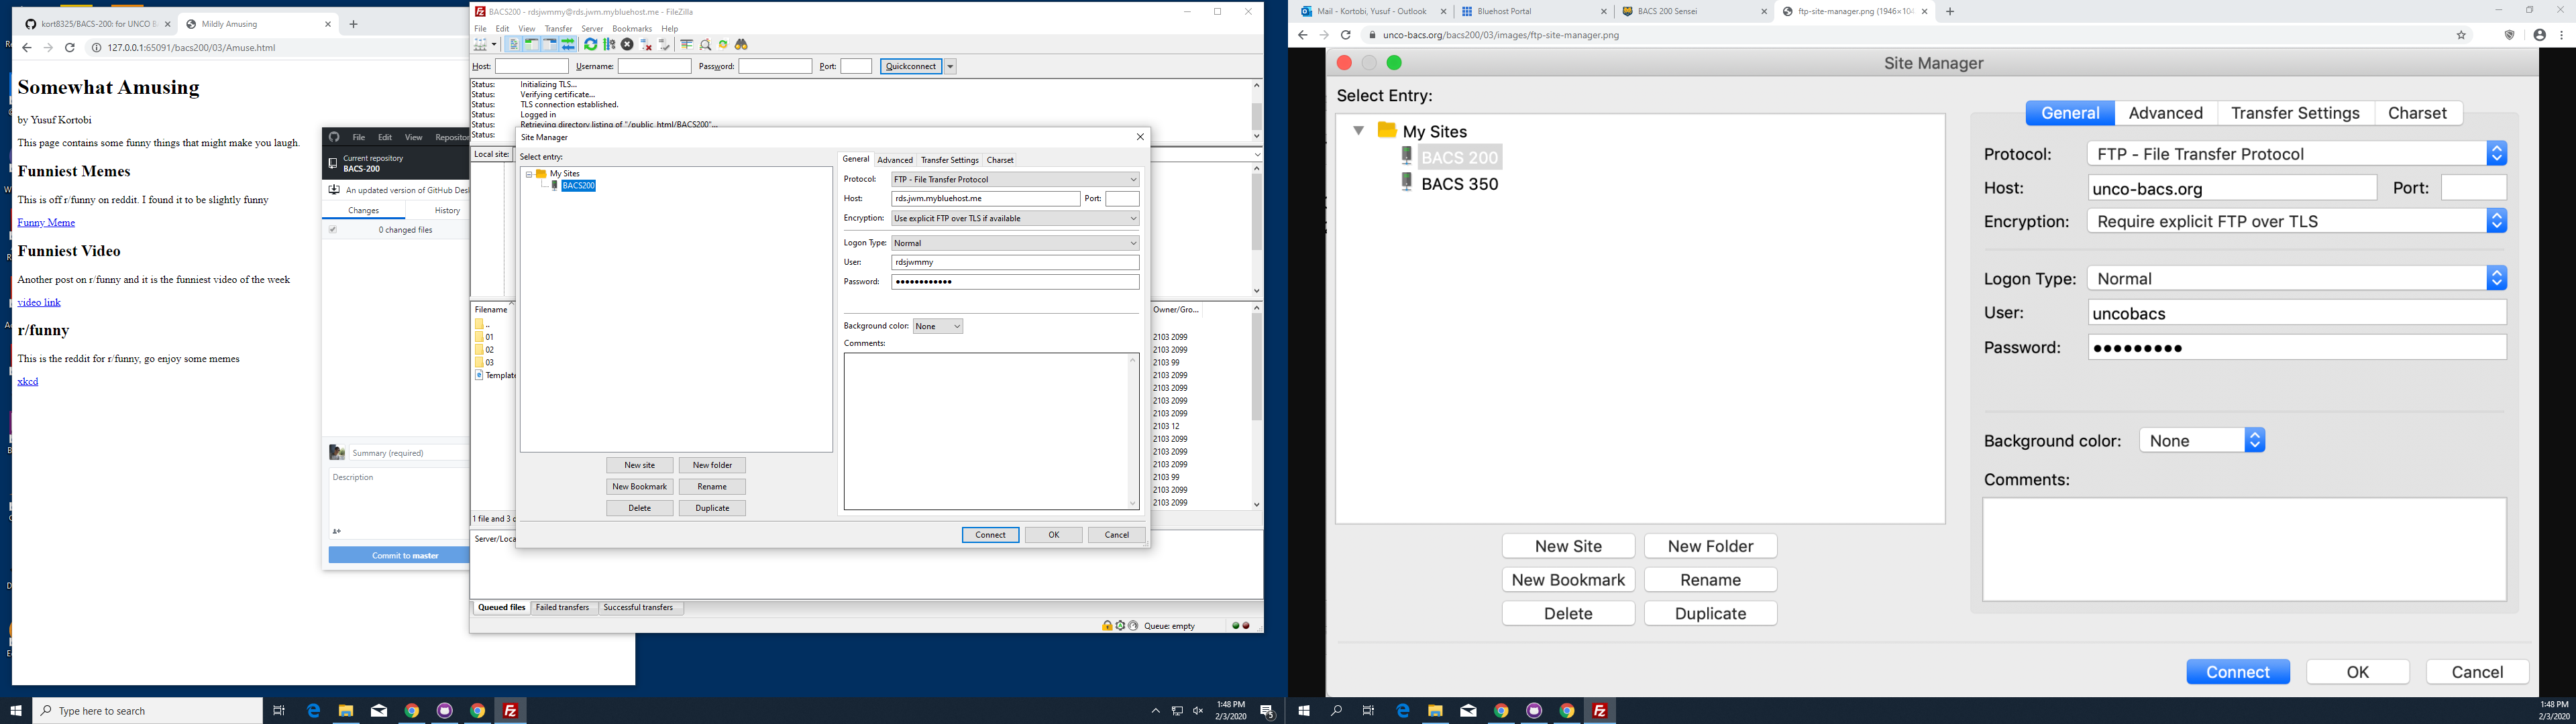 kort8325/BACS-200: for UNCO B
Mildly Amusing
127.0.0.1:65091/bacs200/03/Amuse.html
Somewhat Amusing
by Yusuf Kortobi
This page contains some funny things that might make you laugh.
Funniest Memes
This is off r/funny on reddit. I found it to be slightly funny
Funny Meme
Funniest Video
Another post on r/funny and it is the funniest video of the week
video link
r/funny
This is the reddit for r/funny, go enjoy some memes
xkcd
File Edit View Repositor
Current repository
BACS-200
An updated version of GitHub Des
Changes History
0 changed files
Summary (required)
Description
Commit to master
BACS200 - rdsjwmmy@rds.jwm.mybluehost.me - FileZilla
File Edit View Transfer Server Bookmarks Help
Host: Username: Password: Port: Quickconnect
Status: Initializing TLS...
Status: Verifying certificate...
Status: TLS connection established.
Status: Logged in
Status: Retrieving directory listing of "/public_html/BACS200"...
Status:
Local site:
Filename
..
01
02
03
Template
1 file and 3 d
Server/Loca
Owner/Gro...
2103 2099
2103 2099
2103 99
2103 2099
2103 2099
2103 2099
2103 2099
2103 12
2103 2099
2103 2099
2103 2099
2103 99
2103 2099
2103 2099
Queued files Failed transfers Successful transfers
Queue: empty
Site Manager
Select entry:
My Sites
BACS200
New site New folder
New Bookmark Rename
Delete Duplicate
General Advanced Transfer Settings Charset
Protocol: FTP - File Transfer Protocol
Host: rds.jwm.mybluehost.me Port:
Encryption: Use explicit FTP over TLS if available
Logon Type: Normal
User: rdsjwmmy
Password: ●●●●●●●●●●●●
Background color: None
Comments:
Connect OK Cancel
Type here to search
1:48 PM
2/3/2020
5
Mail - Kortobi, Yusuf - Outlook
Bluehost Portal
BACS 200 Sensei
ftp-site-manager.png (1946×104
unco-bacs.org/bacs200/03/images/ftp-site-manager.png
Site Manager
Select Entry:
My Sites
BACS 200
BACS 350
New Site New Folder
New Bookmark Rename
Delete Duplicate
General Advanced Transfer Settings Charset
Protocol: FTP - File Transfer Protocol
Host: unco-bacs.org Port:
Encryption: Require explicit FTP over TLS
Logon Type: Normal
User: uncobacs
Password: ●●●●●●●●●
Background color: None
Comments:
Connect OK Cancel
1:48 PM
2/3/2020